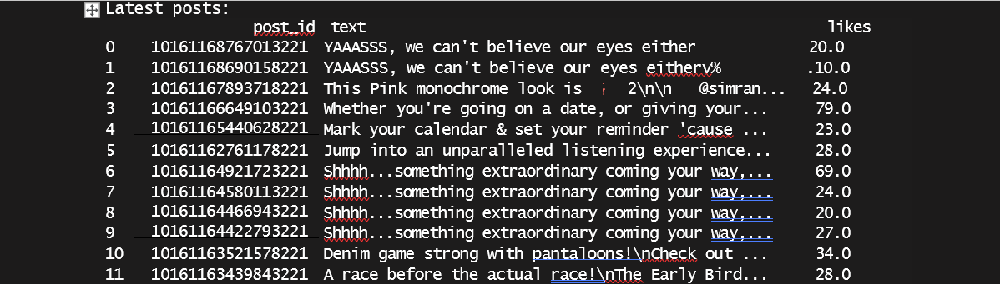 Latest posts:
post_id text likes
0 10161168767013221 YAAASSS, we can't believe our eyes either 20.0
1 10161168690158221 YAAASSS, we can't believe our eyes eitherv% .10.0
2 10161167893718221 This Pink monochrome look is 2\n\n @simran... 24.0
3 10161166649103221 Whether you're going on a date, or giving your... 79.0
4 10161165440628221 Mark your calendar & set your reminder 'cause ... 23.0
5 10161162761178221 Jump into an unparalleled listening experience... 28.0
6 10161164921723221 Shhhh...something extraordinary coming your way,... 69.0
7 10161164580113221 Shhhh...something extraordinary coming your way,... 24.0
8 10161164466943221 Shhhh...something extraordinary coming your way,... 20.0
9 10161164422793221 Shhhh...something extraordinary coming your way,... 27.0
10 10161163521578221 Denim game strong with pantaloons!\nCheck out ... 34.0
11 10161163439843221 A race before the actual race!\nThe Early Bird... 28.0